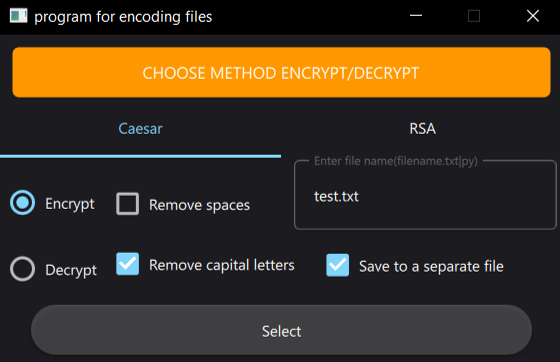 program for encoding files
CHOOSE METHOD ENCRYPT/DECRYPT
Caesar
RSA
Enter file name(filename.txt|py)
Encrypt
Remove spaces
test.txt
Decrypt
Remove capital letters
Save to a separate file
Select